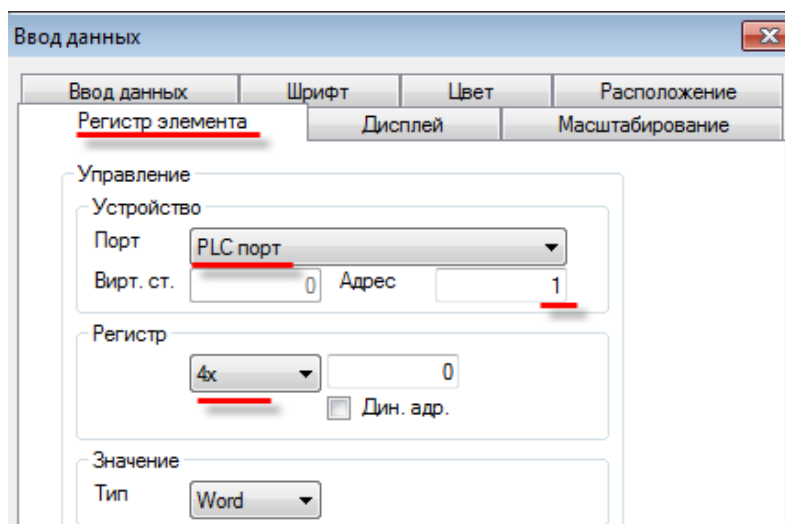 Ввод данных
Ввод данных Шрифт Цвет Расположение
Регистр элемента Дисплей Масштабирование
Управление
Устройство
Порт PLC порт
Вирт. ст. 0 Адрес 1
Регистр
4x 0
Дин. адр.
Значение
Тип Word